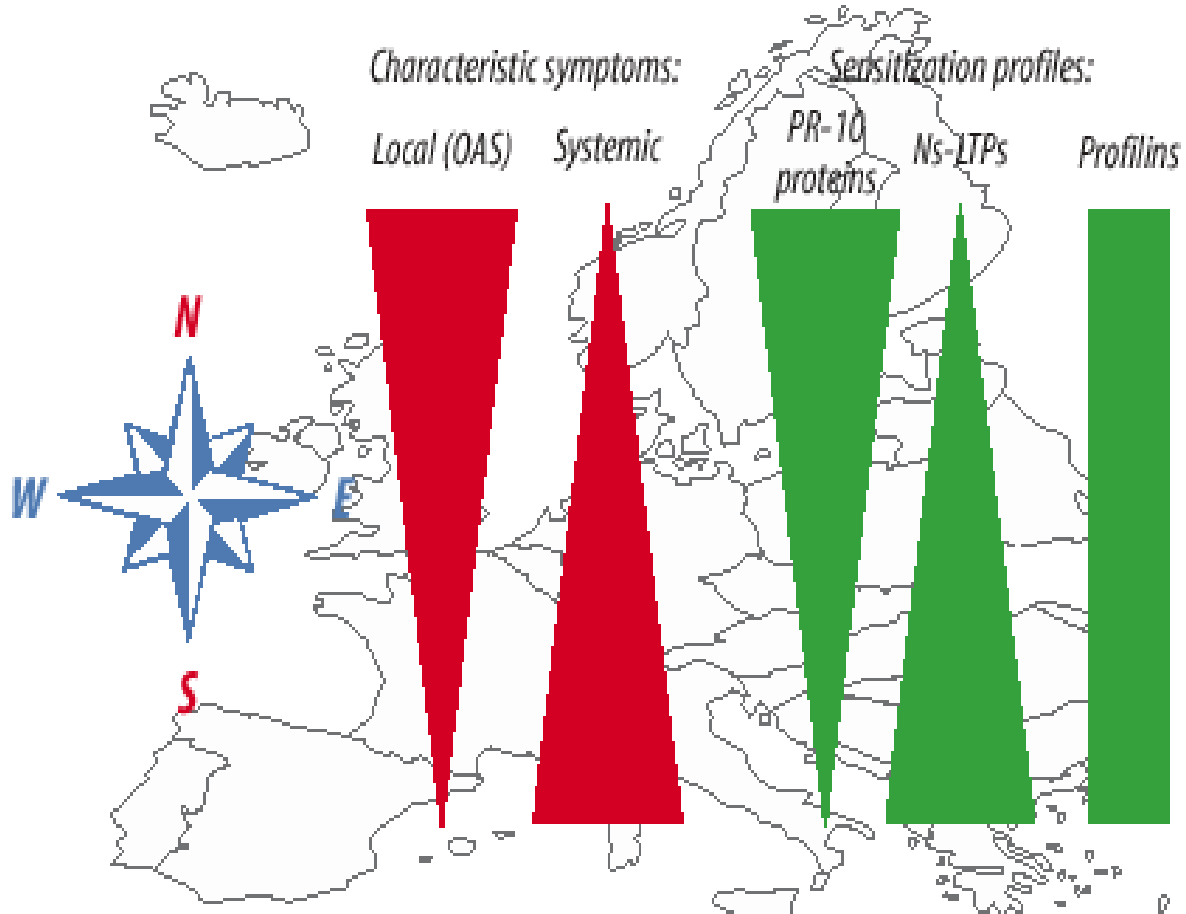 Characteristic symptoms:
Sensitization profiles:
Local (OAS)
Systemic
PR-10
proteins
Ns-LTPs
Profilins
N
W
E
S